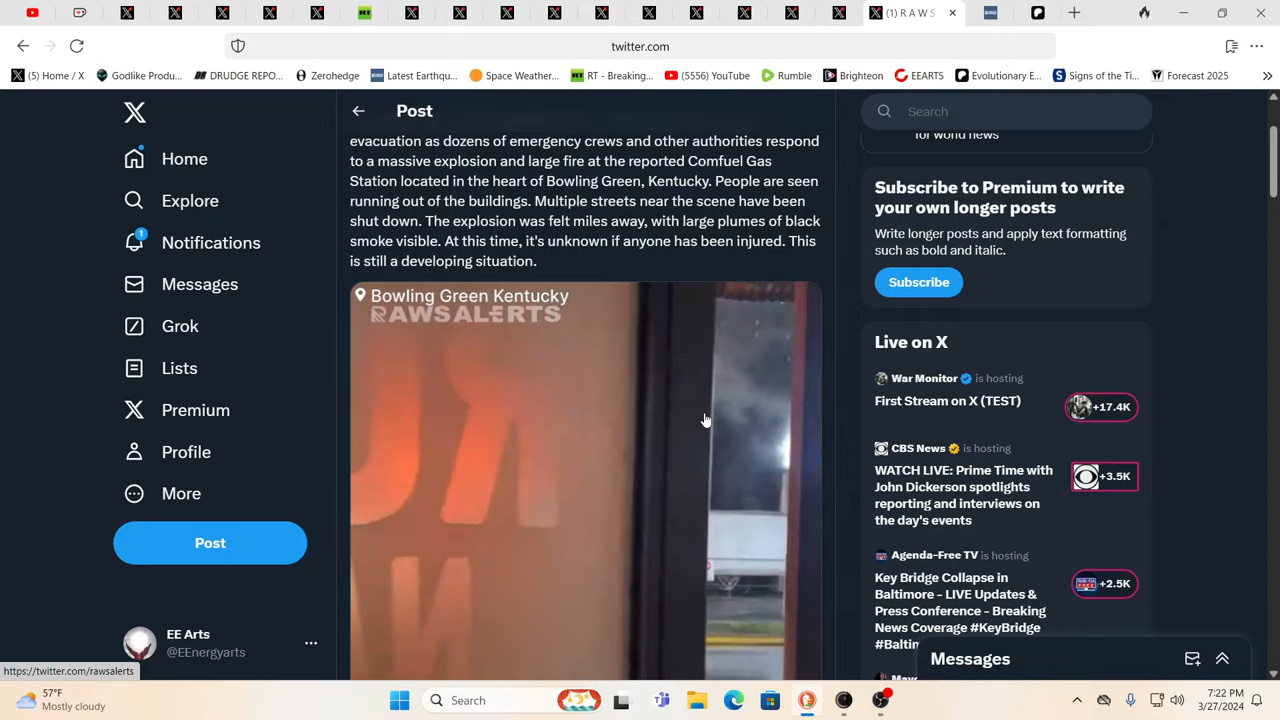 (1) R A W S
twitter.com
(5) Home / X
Godlike Produ...
DRUDGE REPO...
Zerohedge
Latest Earthqu...
Space Weather...
RT - Breaking...
(5556) YouTube
Rumble
Brighteon
EEARTS
Evolutionary E...
Signs of the Ti...
Forecast 2025
Home
Explore
1
Notifications
Messages
Grok
Lists
Premium
Profile
More
Post
EE Arts
@EEnergyarts
https://twitter.com/rawsalerts
Post
evacuation as dozens of emergency crews and other authorities respond
to a massive explosion and large fire at the reported Comfuel Gas
Station located in the heart of Bowling Green, Kentucky. People are seen
running out of the buildings. Multiple streets near the scene have been
shut down. The explosion was felt miles away, with large plumes of black
smoke visible. At this time, it's unknown if anyone has been injured. This
is still a developing situation.
Bowling Green Kentucky
RAWSALERTS
Search
for world news
Subscribe to Premium to write
your own longer posts
Write longer posts and apply text formatting
such as bold and italic.
Subscribe
Live on X
War Monitor is hosting
First Stream on X (TEST)
+17.4K
CBS News is hosting
WATCH LIVE: Prime Time with
John Dickerson spotlights
reporting and interviews on
the day's events
+3.5K
Agenda-Free TV is hosting
Key Bridge Collapse in
Baltimore - LIVE Updates &
Press Conference - Breaking
News Coverage #KeyBridge
+2.5K
Messages
57°F
Mostly cloudy
Search
7:22 PM
3/27/2024